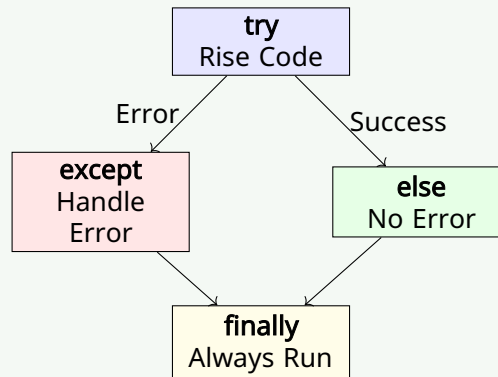 try
Rise Code
Error
Success
except
Handle
Error
else
No Error
finally
Always Run